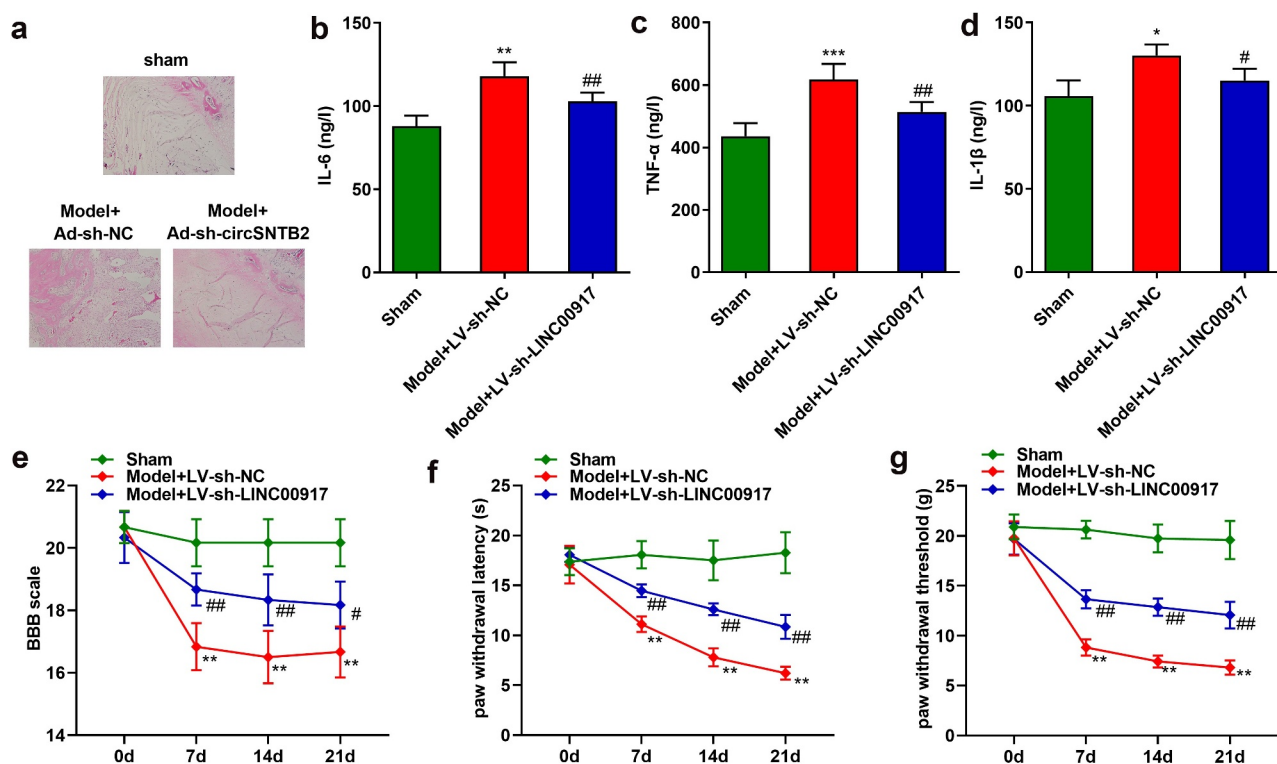 a
sham
Model+
Ad-sh-NC
Model+
Ad-sh-circSNTB2
b
IL-6 (ng/l)
150
100
50
0
**
##
Sham
Model+LV-sh-NC
Model+LV-sh-LINC00917
c
TNF-α (ng/l)
800
600
400
200
0
***
##
Sham
Model+LV-sh-NC
Model+LV-sh-LINC00917
d
IL-1β (ng/l)
150
100
50
0
*
#
Sham
Model+LV-sh-NC
Model+LV-sh-LINC00917
e
Sham
Model+LV-sh-NC
Model+LV-sh-LINC00917
BBB scale
22
20
18
16
14
##
##
#
**
**
**
0d 7d 14d 21d
f
Sham
Model+LV-sh-NC
Model+LV-sh-LINC00917
paw withdrawal latency (s)
25
20
15
10
5
0
##
##
##
**
**
**
0d 7d 14d 21d
g
Sham
Model+LV-sh-NC
Model+LV-sh-LINC00917
paw withdrawal threshold (g)
25
20
15
10
5
0
##
##
##
**
**
**
0d 7d 14d 21d